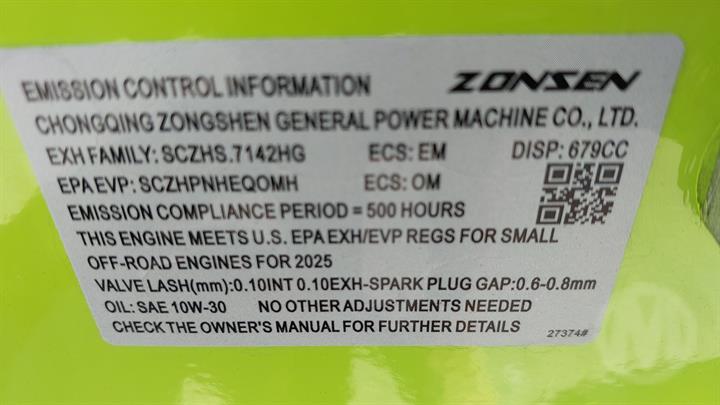 ZONSEN
EMISSION CONTROL INFORMATION
CHONGQING ZONGSHEN GENERAL POWER MACHINE CO., LTD.
EXH FAMILY: SCZHS.7142HG ECS: EM DISP: 679CC
EPA EVP: SCZHPNHEQOMH ECS: OM
EMISSION COMPLIANCE PERIOD = 500 HOURS
THIS ENGINE MEETS U.S. EPA EXH/EVP REGS FOR SMALL
OFF-ROAD ENGINES FOR 2025
VALVE LASH(mm):0.10INT 0.10EXH-SPARK PLUG GAP:0.6-0.8mm
OIL: SAE 10W-30 NO OTHER ADJUSTMENTS NEEDED
CHECK THE OWNER'S MANUAL FOR FURTHER DETAILS 27374#